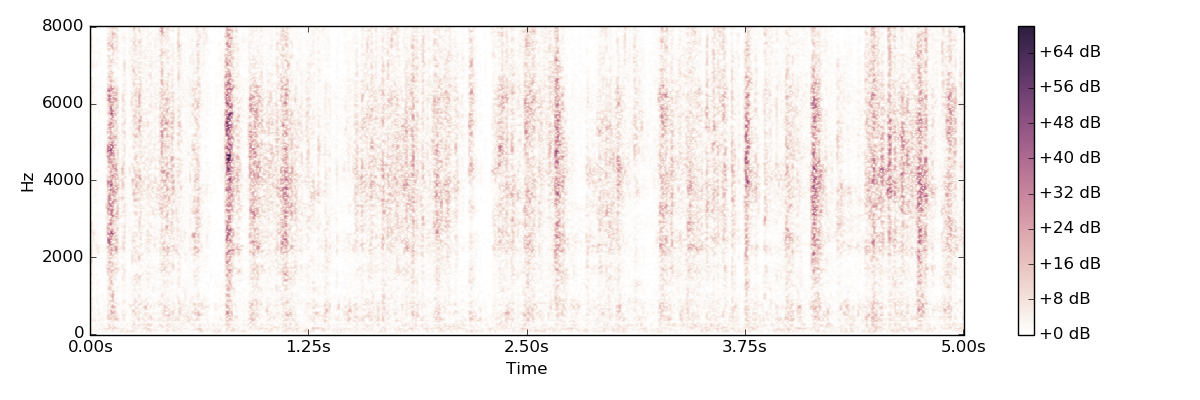 8000
6000
4000
2000
0
Hz
0.00s 1.25s 2.50s 3.75s 5.00s
Time
+64 dB
+56 dB
+48 dB
+40 dB
+32 dB
+24 dB
+16 dB
+8 dB
+0 dB